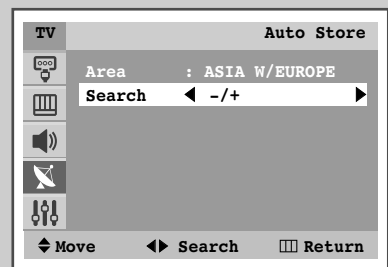 TV Auto Store
Area : ASIA W/EUROPE
Search ◀ -/+ ▶
Move Search Return